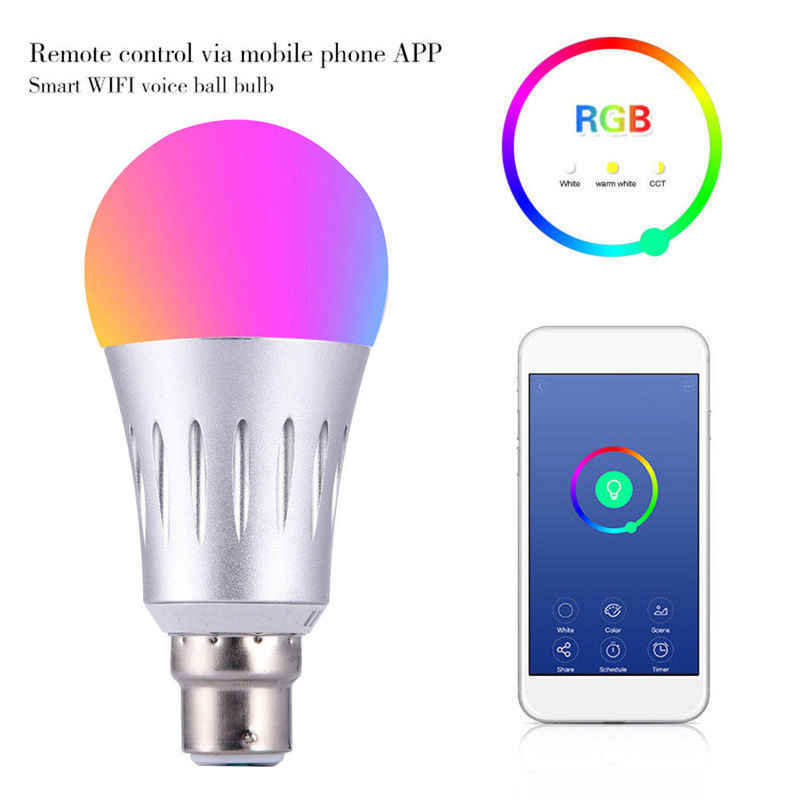 Remote control via mobile phone APP
Smart WIFI voice ball bulb
RGB
White warm white CCT
White Color Scene
Share Schedule Timer